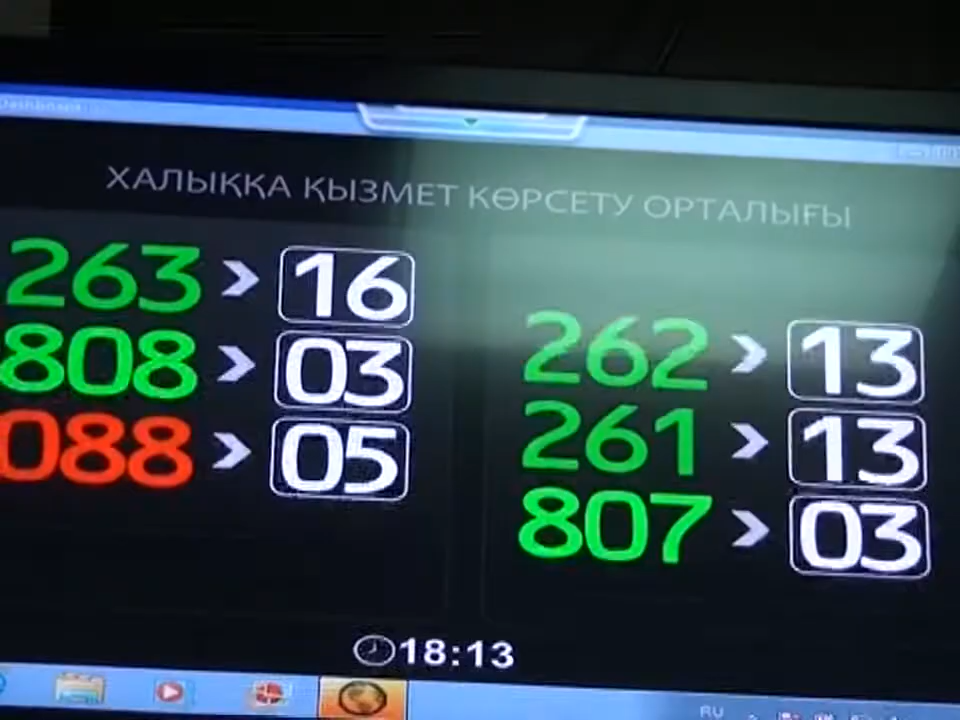 Dashboard
ХАЛЫҚҚА ҚЫЗМЕТ КӨРСЕТУ ОРТАЛЫҒЫ
263 16
808 03
088 05
262 13
261 13
807 03
18:13
RU